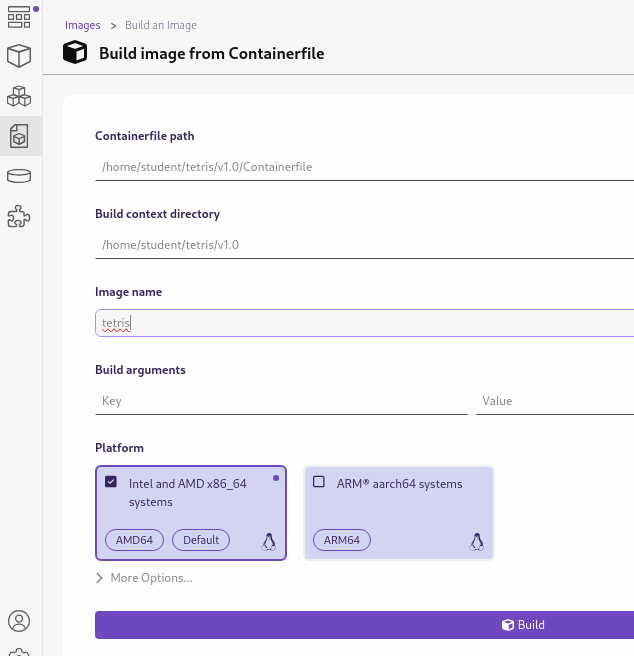 Images > Build an Image
Build image from Containerfile
Containerfile path
/home/student/tetris/v1.0/Containerfile
Build context directory
/home/student/tetris/v1.0
Image name
tetris
Build arguments
Key Value
Platform
Intel and AMD x86_64 systems
AMD64 Default
ARM® aarch64 systems
ARM64
More Options...
Build